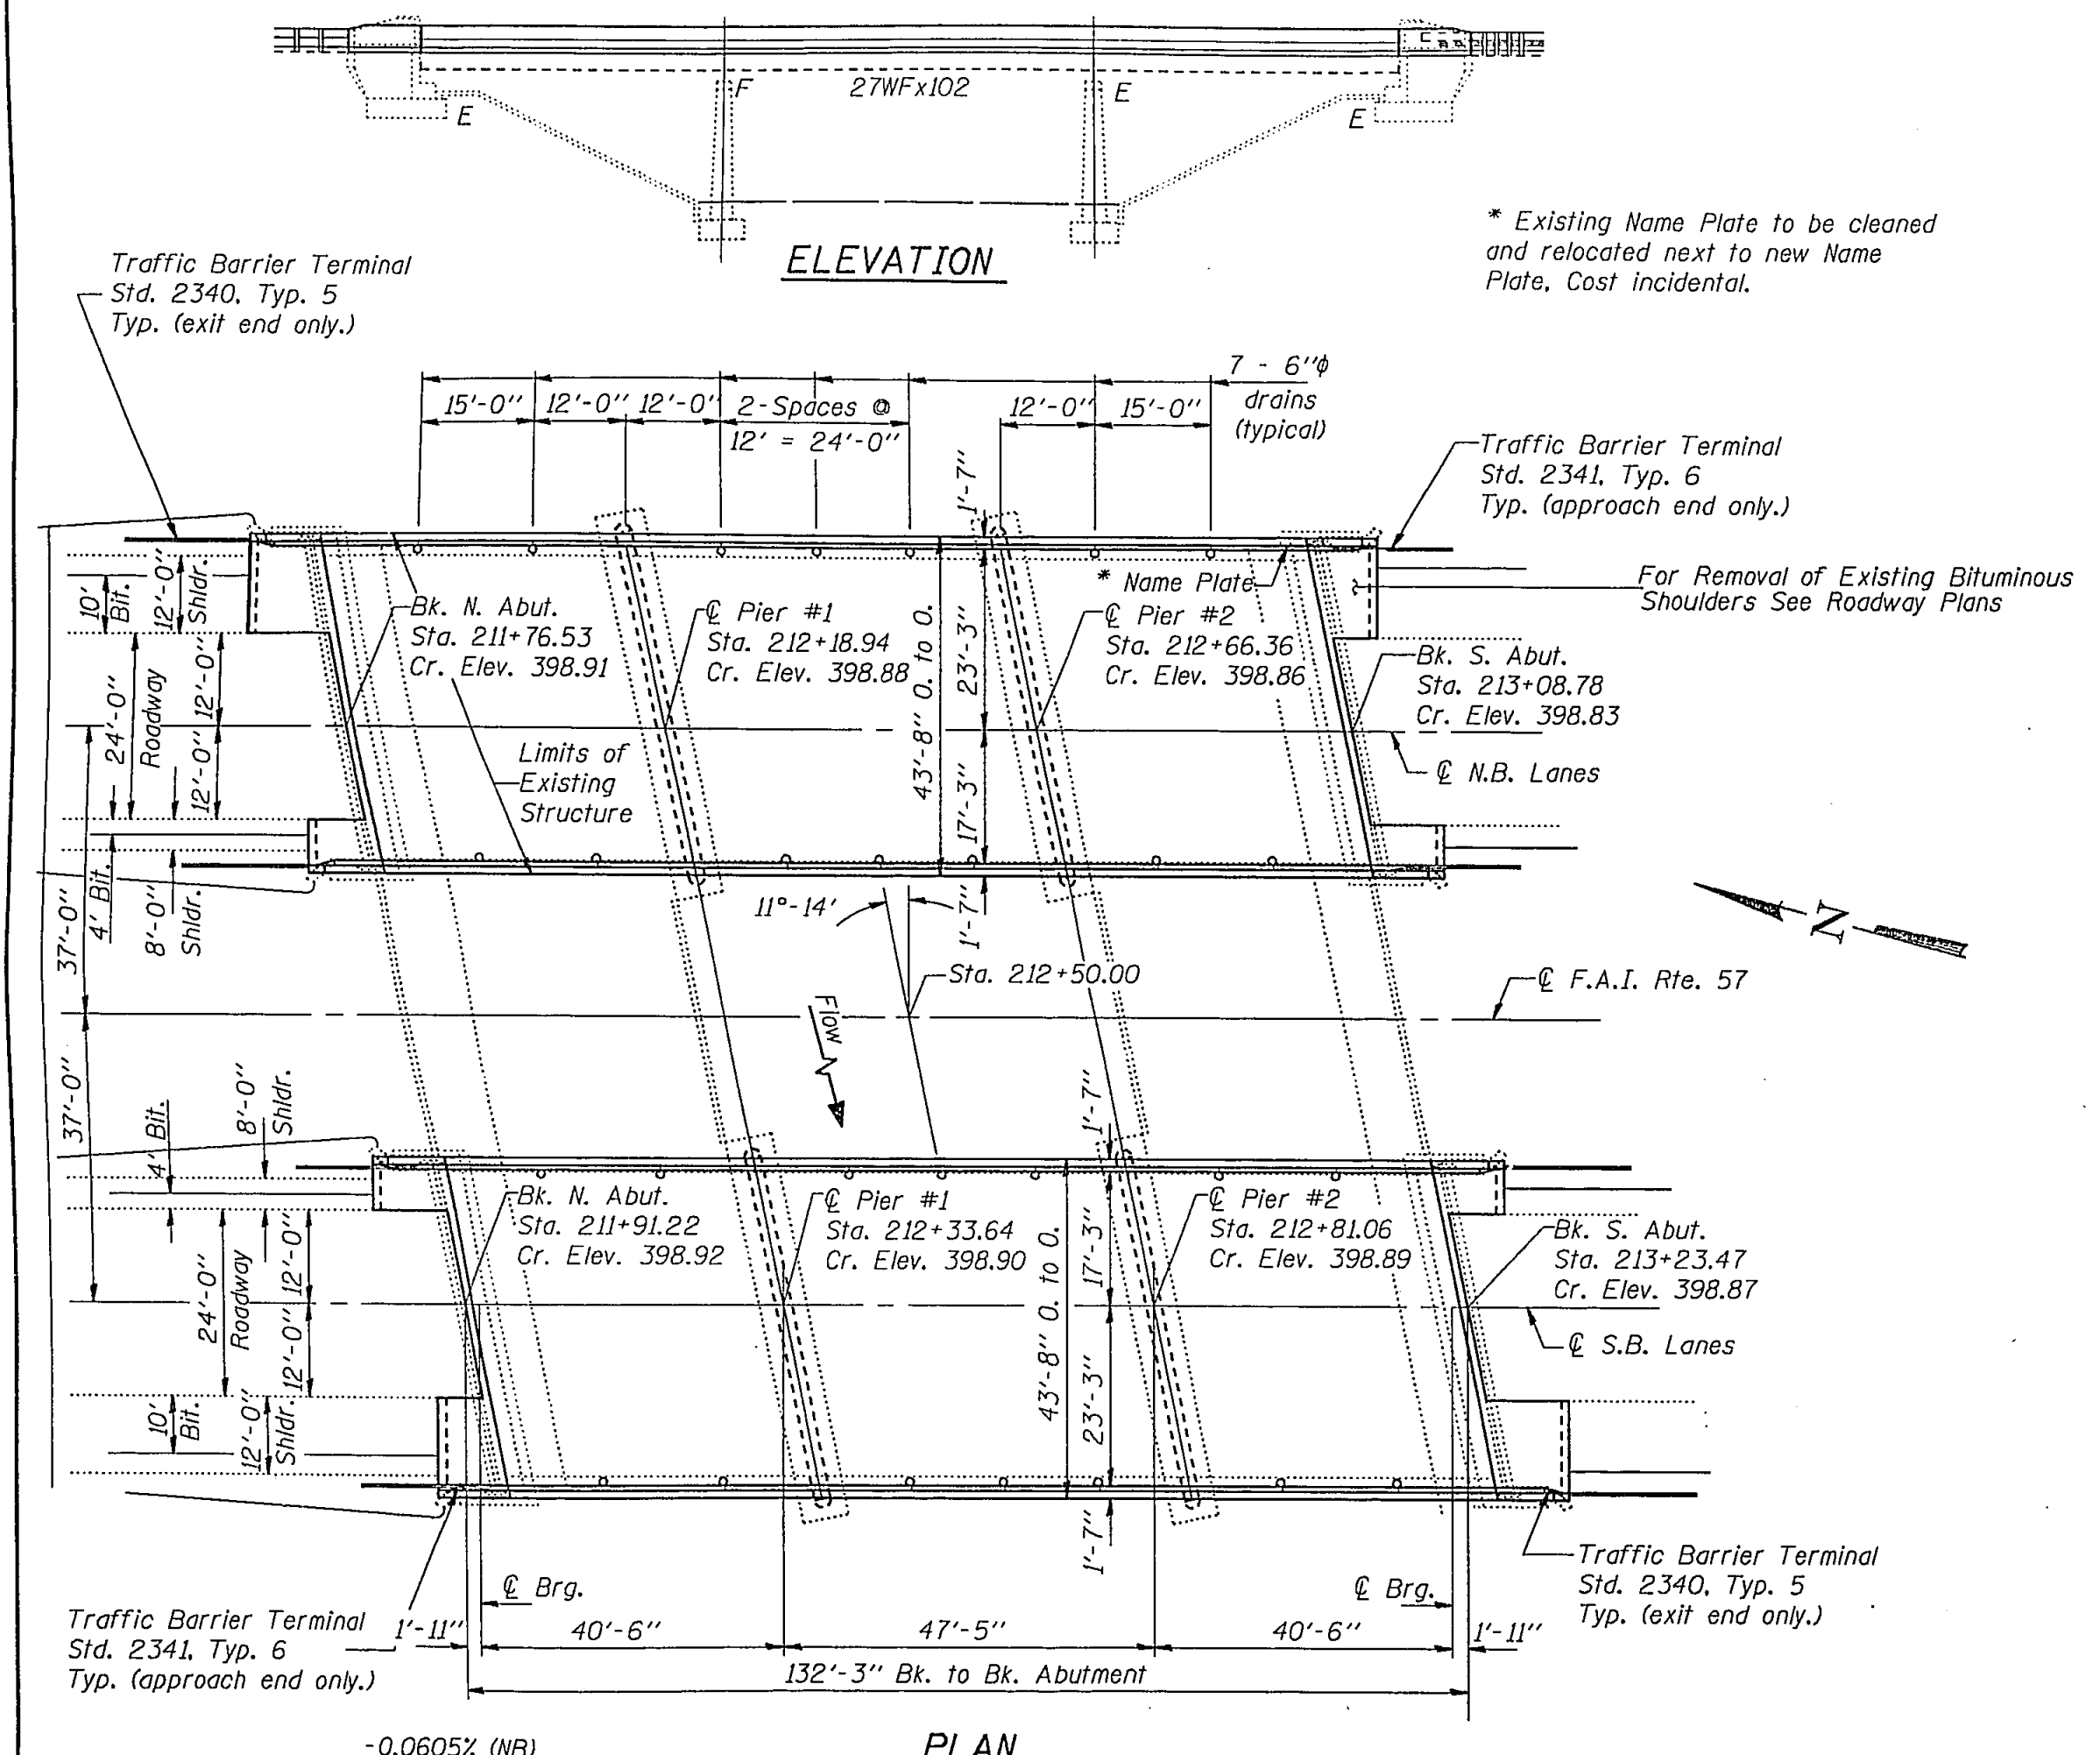 27WFx102
F
E
E
E
ELEVATION
* Existing Name Plate to be cleaned
and relocated next to new Name
Plate, Cost incidental.
Traffic Barrier Terminal
Std. 2340, Typ. 5
Typ. (exit end only.)
7 - 6''ϕ
drains
(typical)
15'-0''
12'-0''
12'-0''
2-Spaces @
12' = 24'-0''
12'-0''
15'-0''
1'-7''
Traffic Barrier Terminal
Std. 2341, Typ. 6
Typ. (approach end only.)
10'
Bit.
12'-0''
Shldr.
* Name Plate
For Removal of Existing Bituminous
Shoulders See Roadway Plans
Bk. N. Abut.
Sta. 211+76.53
Cr. Elev. 398.91
℄ Pier #1
Sta. 212+18.94
Cr. Elev. 398.88
43'-8'' O. to O.
23'-3''
17'-3''
℄ Pier #2
Sta. 212+66.36
Cr. Elev. 398.86
Bk. S. Abut.
Sta. 213+08.78
Cr. Elev. 398.83
24'-0''
Roadway
12'-0''
12'-0''
Limits of
Existing
Structure
℄ N.B. Lanes
37'-0''
4' Bit.
8'-0''
Shldr.
11°-14'
1'-7''
N
Sta. 212+50.00
℄ F.A.I. Rte. 57
Flow
37'-0''
4' Bit.
8'-0''
Shldr.
1'-7''
Bk. N. Abut.
Sta. 211+91.22
Cr. Elev. 398.92
℄ Pier #1
Sta. 212+33.64
Cr. Elev. 398.90
43'-8'' O. to O.
17'-3''
23'-3''
℄ Pier #2
Sta. 212+81.06
Cr. Elev. 398.89
Bk. S. Abut.
Sta. 213+23.47
Cr. Elev. 398.87
24'-0''
Roadway
12'-0''
12'-0''
℄ S.B. Lanes
10'
Bit.
12'-0''
Shldr.
1'-7''
Traffic Barrier Terminal
Std. 2340, Typ. 5
Typ. (exit end only.)
℄ Brg.
℄ Brg.
Traffic Barrier Terminal
Std. 2341, Typ. 6
Typ. (approach end only.)
1'-11''
40'-6''
47'-5''
40'-6''
1'-11''
132'-3'' Bk. to Bk. Abutment
-0.0605% (NB)
PLAN